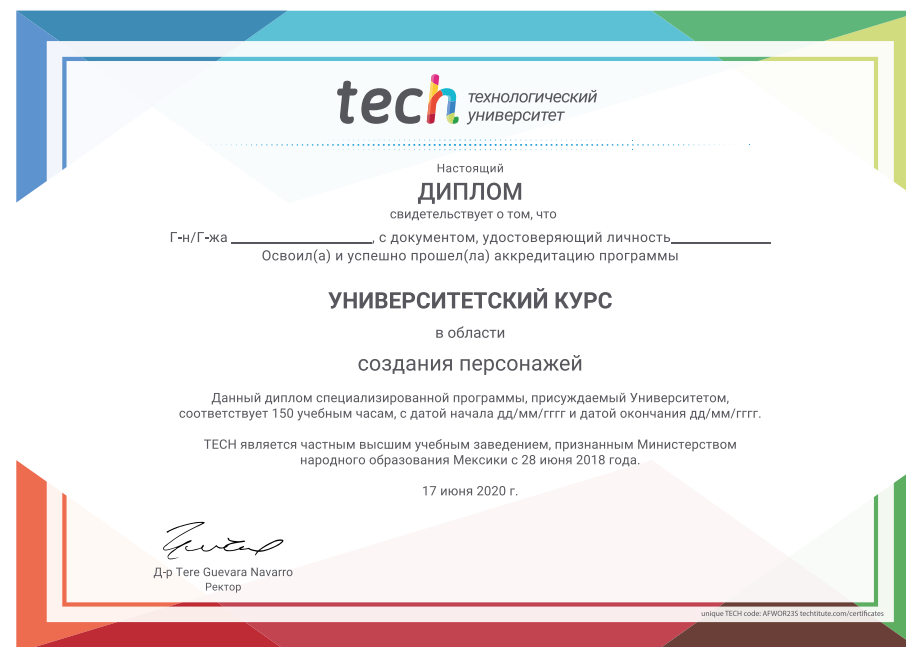 tech технологический
университет
Настоящий
ДИПЛОМ
свидетельствует о том, что
Г-н/Г-жа ________________, с документом, удостоверяющий личность____________
Освоил(а) и успешно прошел(ла) аккредитацию программы
УНИВЕРСИТЕТСКИЙ КУРС
в области
создания персонажей
Данный диплом специализированной программы, присуждаемый Университетом,
соответствует 150 учебным часам, с датой начала дд/мм/гггг и датой окончания дд/мм/гггг.
TECH является частным высшим учебным заведением, признанным Министерством
народного образования Мексики с 28 июня 2018 года.
17 июня 2020 г.
Д-р Tere Guevara Navarro
Ректор
unique TECH code: AFWOR23S techtitute.com/certificates